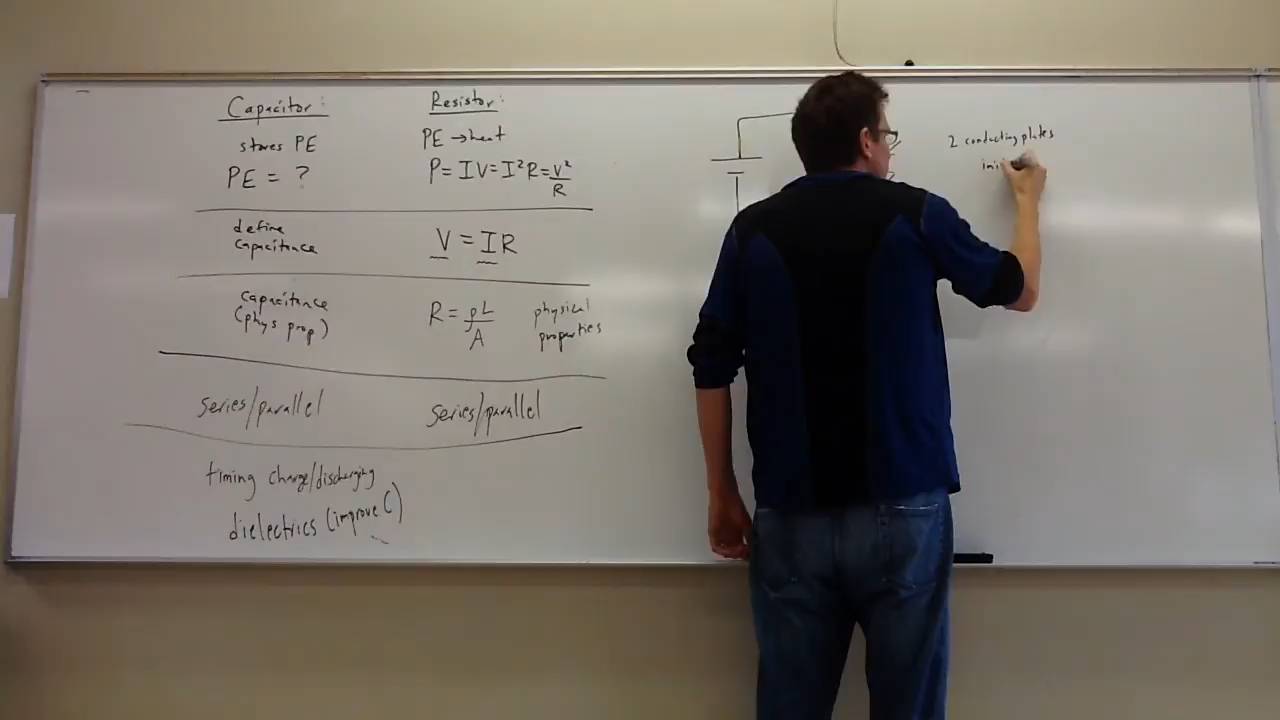 Capacitor:
stores PE
PE = ?
Resistor:
PE → heat
P = IV = I²R = V²/R
define
capacitance
V = IR
capacitance
(phys prop)
R = ρL/A
physical
properties
series/parallel
series/parallel
timing charge/discharging
dielectrics (improve C)
2 conducting plates